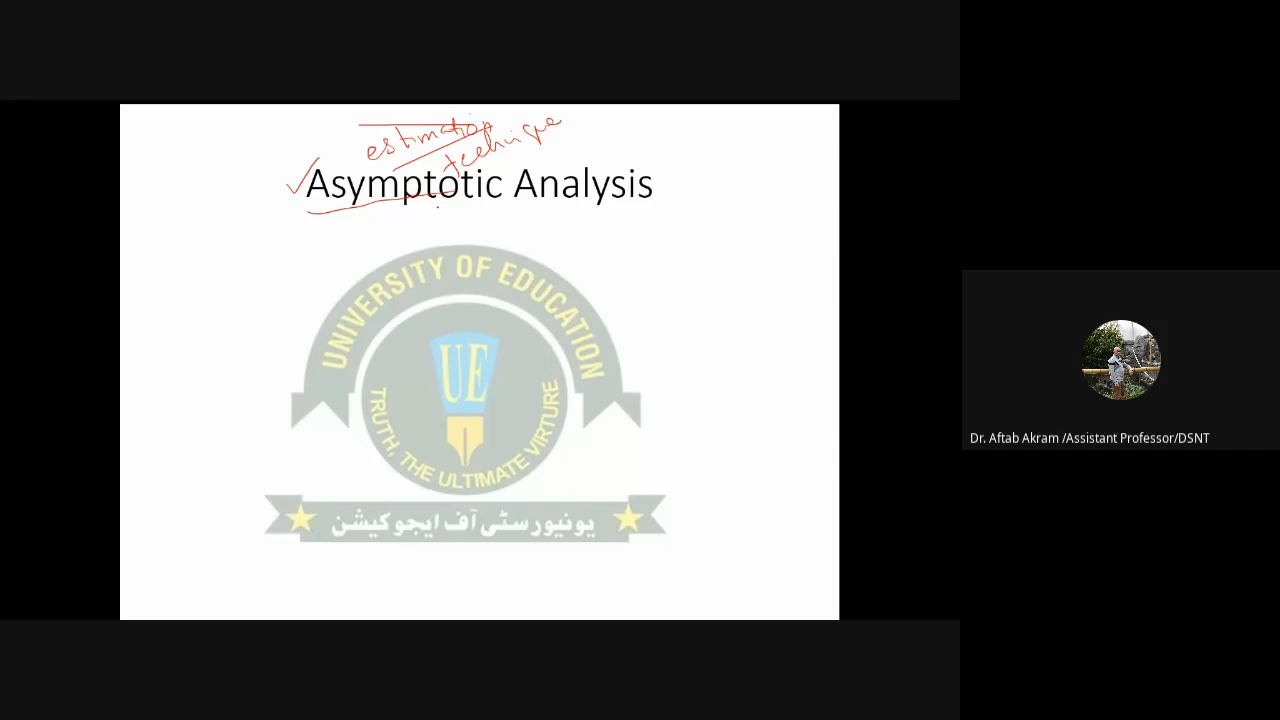 estimation
technique
Asymptotic Analysis
UNIVERSITY OF EDUCATION
UE
TRUTH, THE ULTIMATE VIRTURE
یونیورسٹی آف ایجوکیشن
Dr. Aftab Akram /Assistant Professor/DSNT